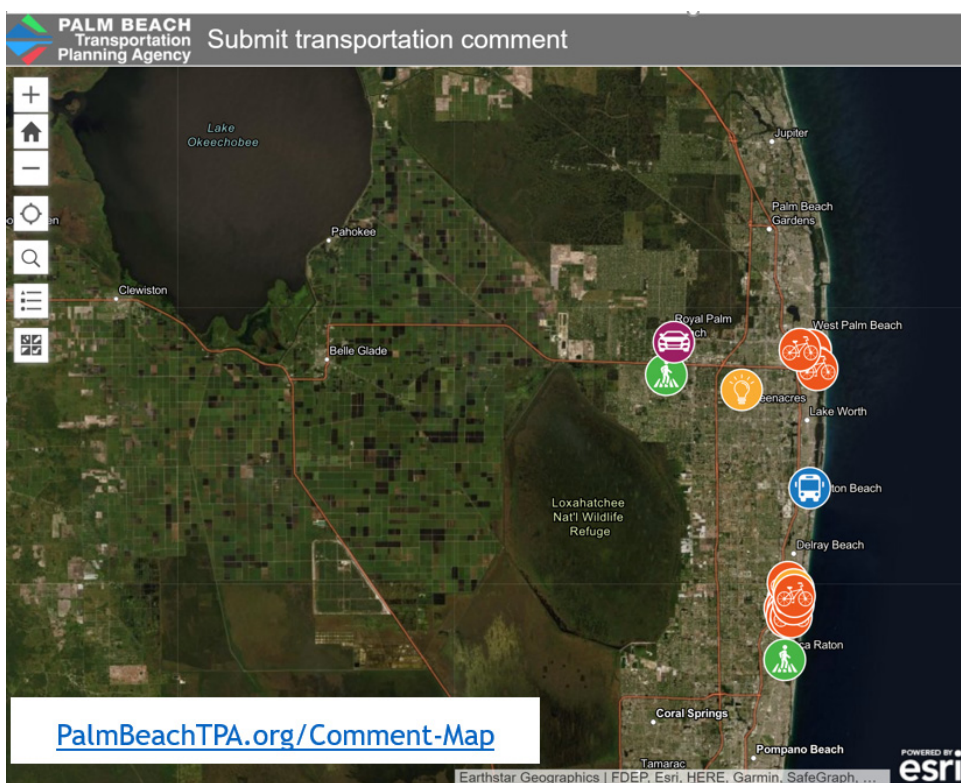 PALM BEACH
Transportation
Planning Agency
Submit transportation comment
Lake
Okeechobee
Jupiter
Palm Beach
Gardens
Pahokee
Clewiston
Royal Palm
West Palm Beach
Belle Glade
Lake Worth
Loxahatchee
Nat'l Wildlife
Refuge
ton Beach
Delray Beach
Raton
Coral Springs
PalmBeachTPA.org/Comment-Map
Pompano Beach
Tamarac
POWERED BY
esri
Earthstar Geographics | FDEP, Esri, HERE, Garmin, SafeGraph, ...